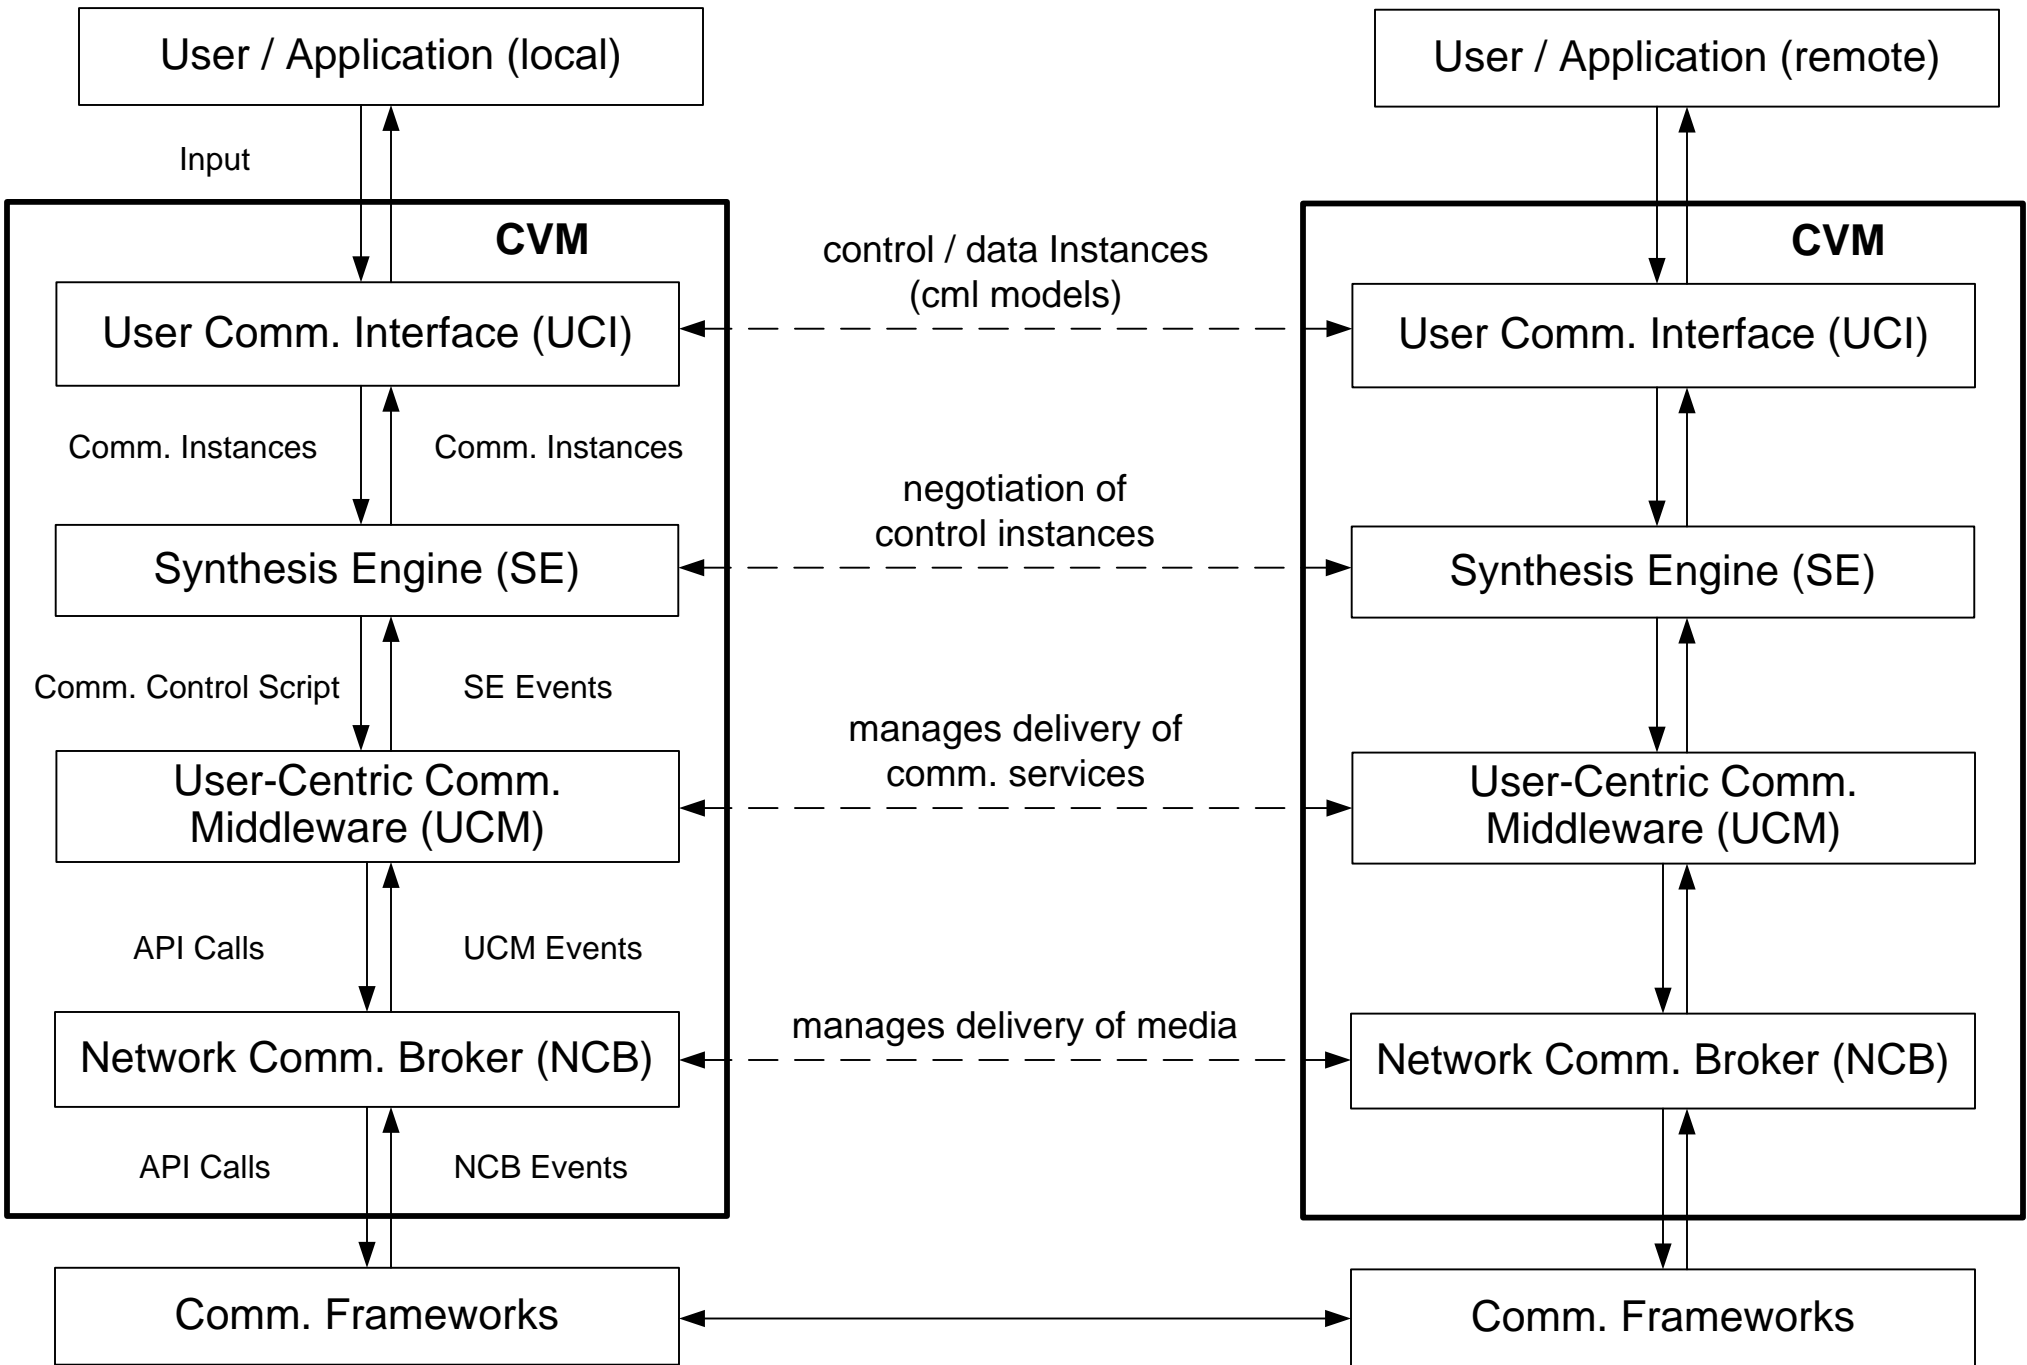 User / Application (local)
User / Application (remote)
Input
CVM
CVM
control / data Instances
(cml models)
User Comm. Interface (UCI)
User Comm. Interface (UCI)
Comm. Instances
Comm. Instances
negotiation of
control instances
Synthesis Engine (SE)
Synthesis Engine (SE)
Comm. Control Script
SE Events
manages delivery of
comm. services
User-Centric Comm.
Middleware (UCM)
User-Centric Comm.
Middleware (UCM)
API Calls
UCM Events
manages delivery of media
Network Comm. Broker (NCB)
Network Comm. Broker (NCB)
API Calls
NCB Events
Comm. Frameworks
Comm. Frameworks